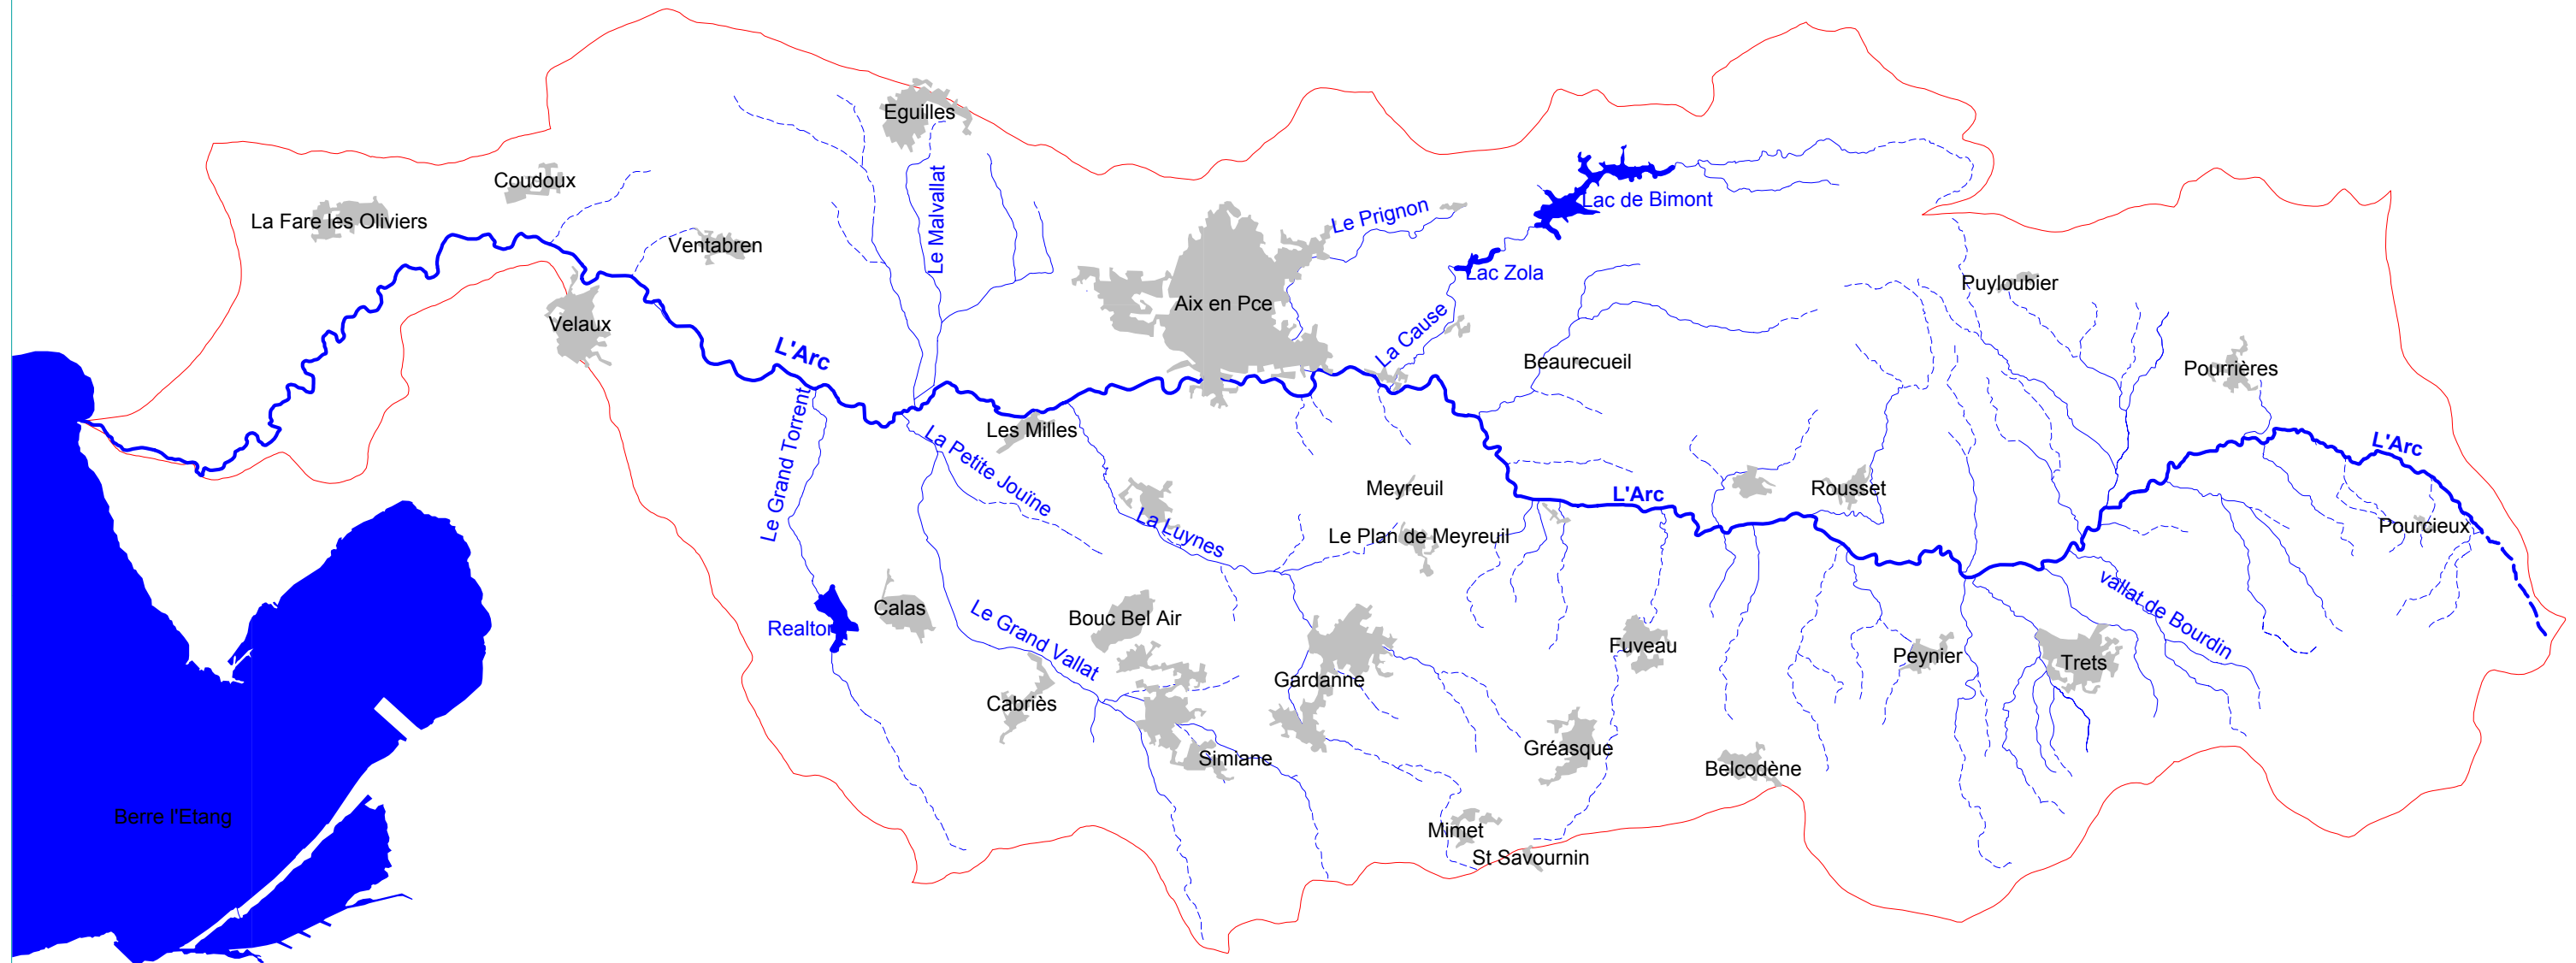 Eguilles
Coudoux
La Fare les Oliviers
Ventabren
Le Malvallat
Le Prignon
Lac de Bimont
Lac Zola
Puyloubier
Velaux
Aix en Pce
La Cause
L'Arc
Beaurecueil
Pourrières
Le Grand Torrent
Les Milles
La Petite Jouïne
L'Arc
Meyreuil
L'Arc
Rousset
La Luynes
Le Plan de Meyreuil
Pourcieux
vallat de Bourdin
Calas
Realtor
Le Grand Vallat
Bouc Bel Air
Fuveau
Peynier
Trets
Gardanne
Cabriès
Simiane
Gréasque
Belcodène
Berre l'Etang
Mimet
St Savournin